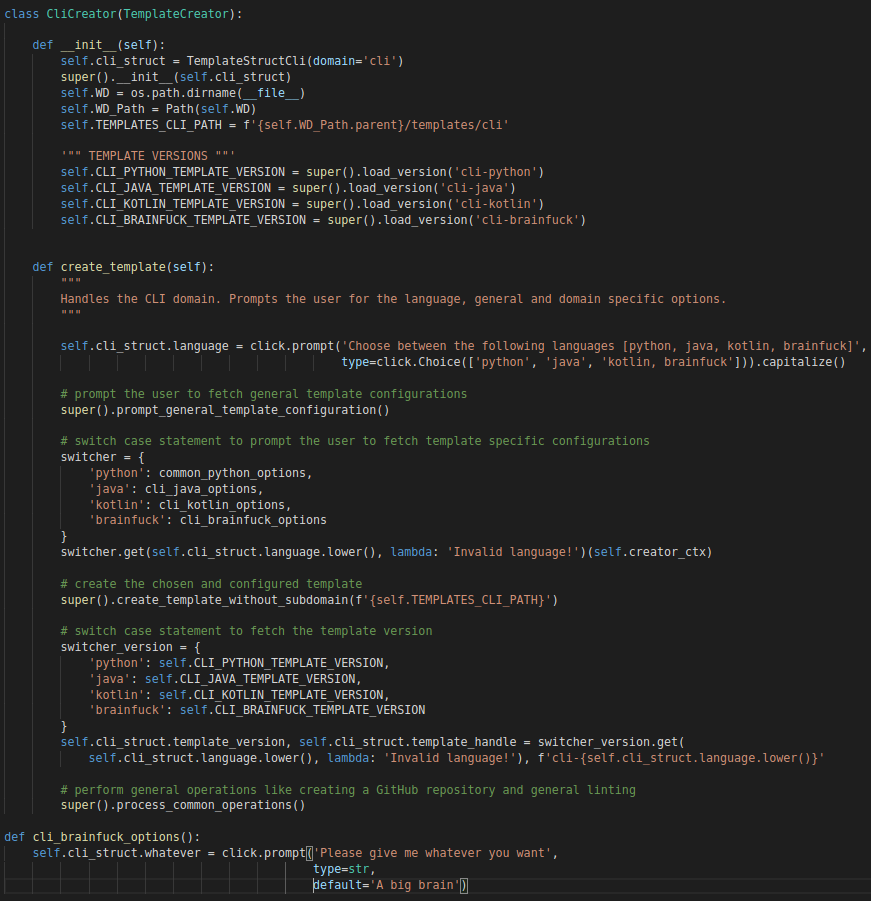 class CliCreator(TemplateCreator):
def __init__(self):
self.cli_struct = TemplateStructCli(domain='cli')
super().__init__(self.cli_struct)
self.WD = os.path.dirname(__file__)
self.WD_Path = Path(self.WD)
self.TEMPLATES_CLI_PATH = f'{self.WD_Path.parent}/templates/cli'
'"" TEMPLATE VERSIONS ""'
self.CLI_PYTHON_TEMPLATE_VERSION = super().load_version('cli-python')
self.CLI_JAVA_TEMPLATE_VERSION = super().load_version('cli-java')
self.CLI_KOTLIN_TEMPLATE_VERSION = super().load_version('cli-kotlin')
self.CLI_BRAINFUCK_TEMPLATE_VERSION = super().load_version('cli-brainfuck')
def create_template(self):
"""
Handles the CLI domain. Prompts the user for the language, general and domain specific options.
"""
self.cli_struct.language = click.prompt('Choose between the following languages [python, java, kotlin, brainfuck]',
type=click.Choice(['python', 'java', 'kotlin, brainfuck'])).capitalize()
# prompt the user to fetch general template configurations
super().prompt_general_template_configuration()
# switch case statement to prompt the user to fetch template specific configurations
switcher = {
'python': common_python_options,
'java': cli_java_options,
'kotlin': cli_kotlin_options,
'brainfuck': cli_brainfuck_options
}
switcher.get(self.cli_struct.language.lower(), lambda: 'Invalid language!')(self.creator_ctx)
# create the chosen and configured template
super().create_template_without_subdomain(f'{self.TEMPLATES_CLI_PATH}')
# switch case statement to fetch the template version
switcher_version = {
'python': self.CLI_PYTHON_TEMPLATE_VERSION,
'java': self.CLI_JAVA_TEMPLATE_VERSION,
'kotlin': self.CLI_KOTLIN_TEMPLATE_VERSION,
'brainfuck': self.CLI_BRAINFUCK_TEMPLATE_VERSION
}
self.cli_struct.template_version, self.cli_struct.template_handle = switcher_version.get(
self.cli_struct.language.lower(), lambda: 'Invalid language!'), f'cli-{self.cli_struct.language.lower()}'
# perform general operations like creating a GitHub repository and general linting
super().process_common_operations()
def cli_brainfuck_options():
self.cli_struct.whatever = click.prompt('Please give me whatever you want',
type=str,
default='A big brain')